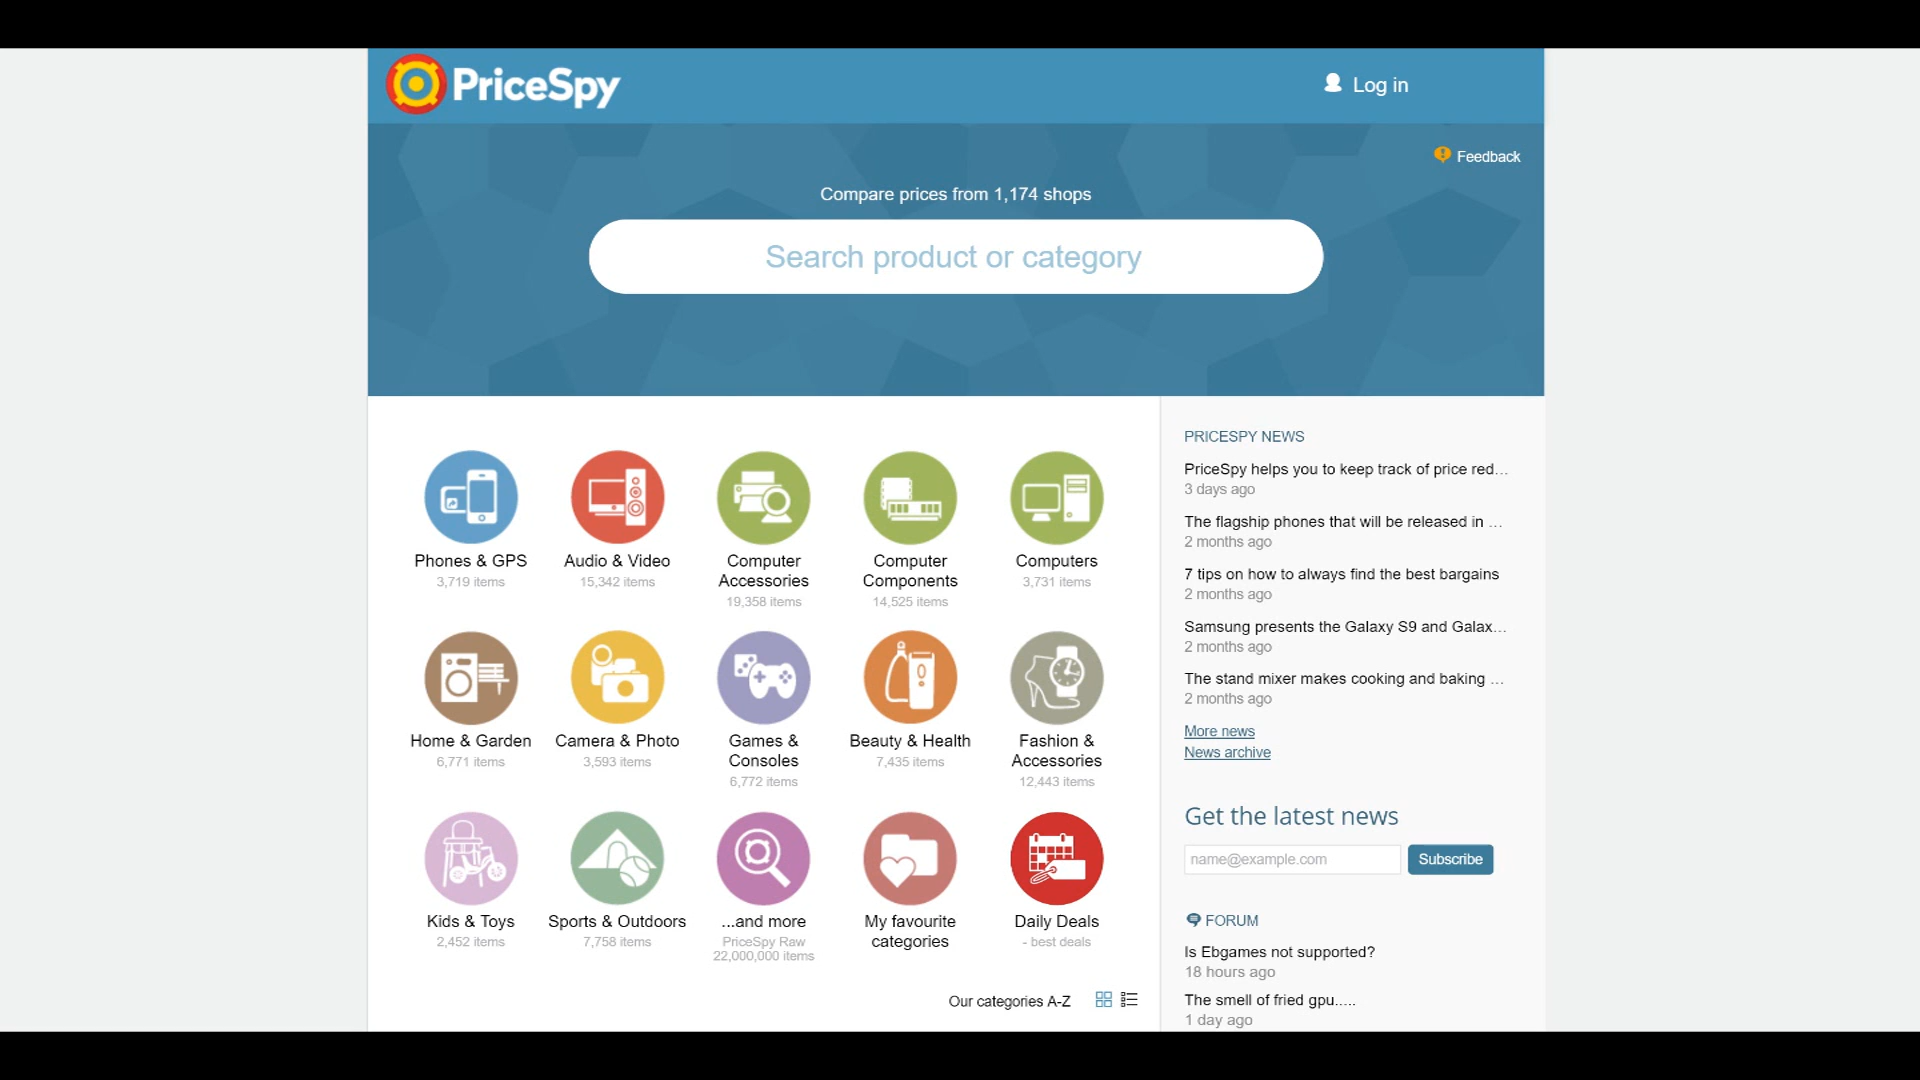 PriceSpy
Log in
Feedback
Compare prices from 1,174 shops
Search product or category
Phones & GPS
3,719 items
Audio & Video
15,342 items
Computer
Accessories
19,358 items
Computer
Components
14,525 items
Computers
3,731 items
Home & Garden
6,771 items
Camera & Photo
3,593 items
Games &
Consoles
6,772 items
Beauty & Health
7,435 items
Fashion &
Accessories
12,443 items
Kids & Toys
2,452 items
Sports & Outdoors
7,758 items
...and more
PriceSpy Raw
22,000,000 items
My favourite
categories
Daily Deals
- best deals
Our categories A-Z
PRICESPY NEWS
PriceSpy helps you to keep track of price red...
3 days ago
The flagship phones that will be released in ...
2 months ago
7 tips on how to always find the best bargains
2 months ago
Samsung presents the Galaxy S9 and Galax...
2 months ago
The stand mixer makes cooking and baking ...
2 months ago
More news
News archive
Get the latest news
name@example.com
Subscribe
FORUM
Is Ebgames not supported?
18 hours ago
The smell of fried gpu.....
1 day ago